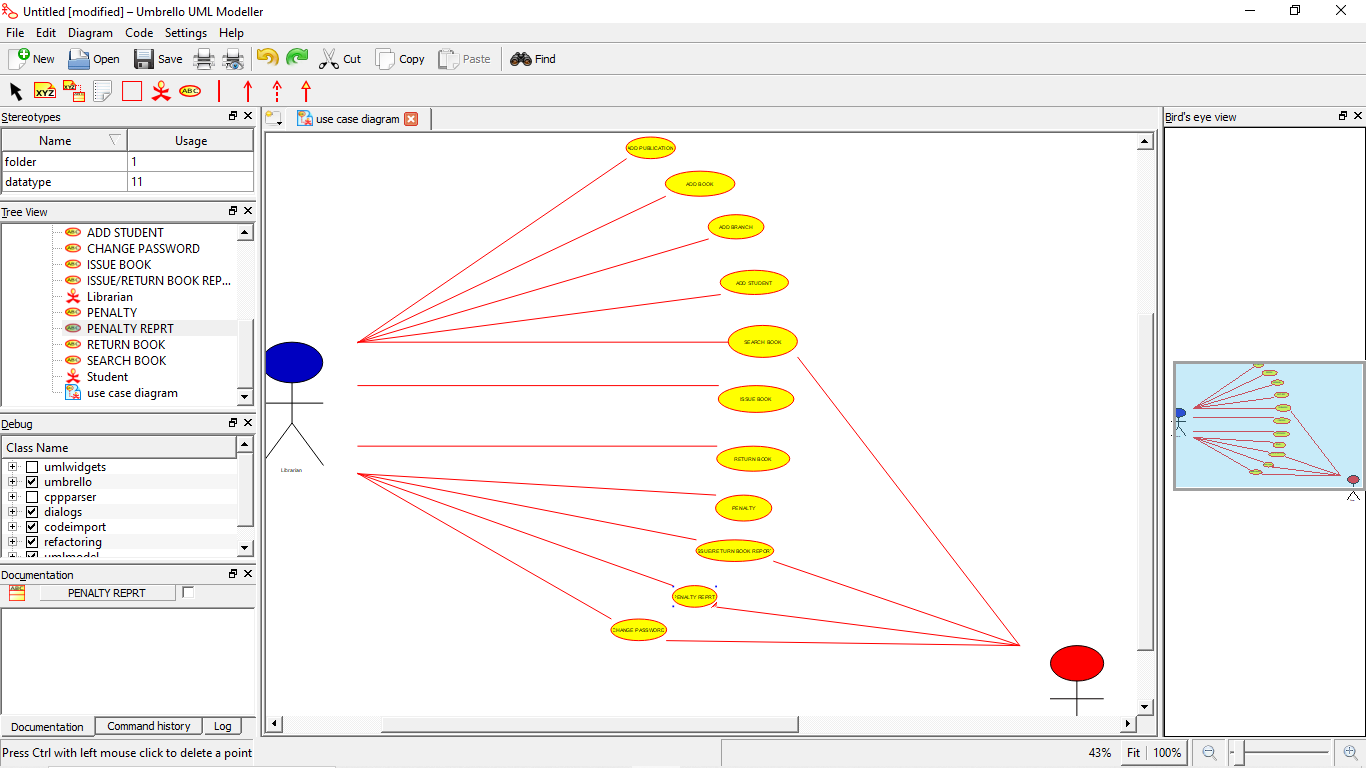 Untitled [modified] – Umbrello UML Modeller
File Edit Diagram Code Settings Help
New Open Save Cut Copy Paste Find
XYZ XYZ ABC
Stereotypes
Name Usage
folder 1
datatype 11
Tree View
ADD STUDENT
CHANGE PASSWORD
ISSUE BOOK
ISSUE/RETURN BOOK REP...
Librarian
PENALTY
PENALTY REPRT
RETURN BOOK
SEARCH BOOK
Student
use case diagram
Debug
Class Name
umlwidgets
umbrello
cppparser
dialogs
codeimport
refactoring
umlmodel
Documentation
PENALTY REPRT
Documentation Command history Log
Press Ctrl with left mouse click to delete a point
use case diagram
ADD PUBLICATION
ADD BOOK
ADD BRANCH
ADD STUDENT
SEARCH BOOK
ISSUE BOOK
RETURN BOOK
PENALTY
ISSUE/RETURN BOOK REPORT
PENALTY REPRT
CHANGE PASSWORD
Librarian
Bird's eye view
43% Fit 100%